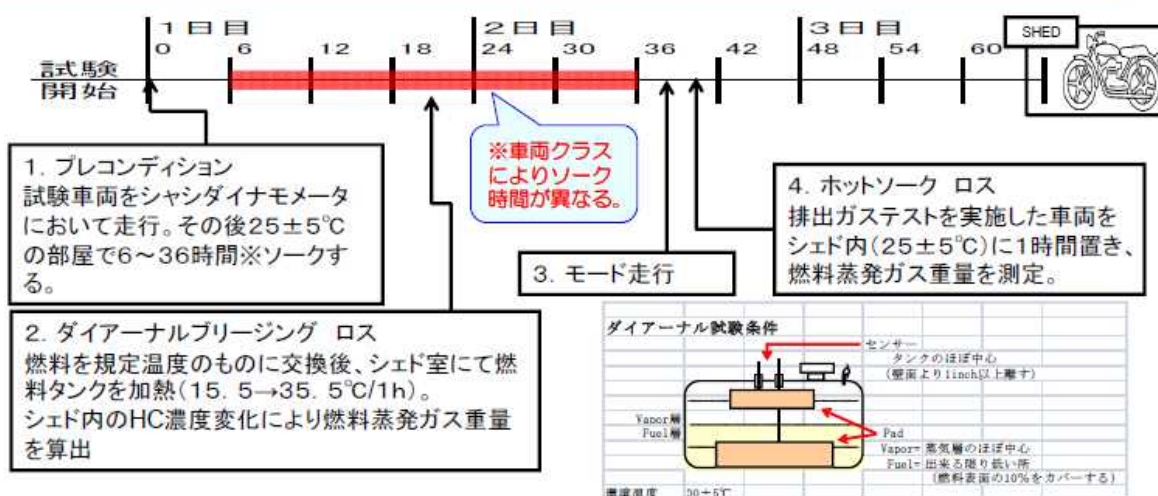 1日目
2日目
3日目
0 6 12 18 24 30 36 42 48 54 60
SHED
試験
開始
※車両クラス
によりソーク
時間が異なる。
1. プレコンディション
試験車両をシャシダイナモメータ
において走行。その後25±5℃
の部屋で6~36時間※ソークす
る。
2. ダイアーナルブリージング ロス
燃料を規定温度のものに交換後、シェド室にて燃
料タンクを加熱(15. 5→35. 5℃/1h)。
シェド内のHC濃度変化により燃料蒸発ガス重量
を算出
3. モード走行
4. ホットソーク ロス
排出ガステストを実施した車両を
シェド内(25±5℃)に1時間置き、
燃料蒸発ガス重量を測定。
ダイアーナル試験条件
センサー
タンクのほぼ中心
(壁面より1inch以上離す)
Vapor層
Fuel層
Pad
Vapor= 蒸気層のほぼ中心
Fuel= 出来る限り低い所
(燃料表面の10%をカバーする)